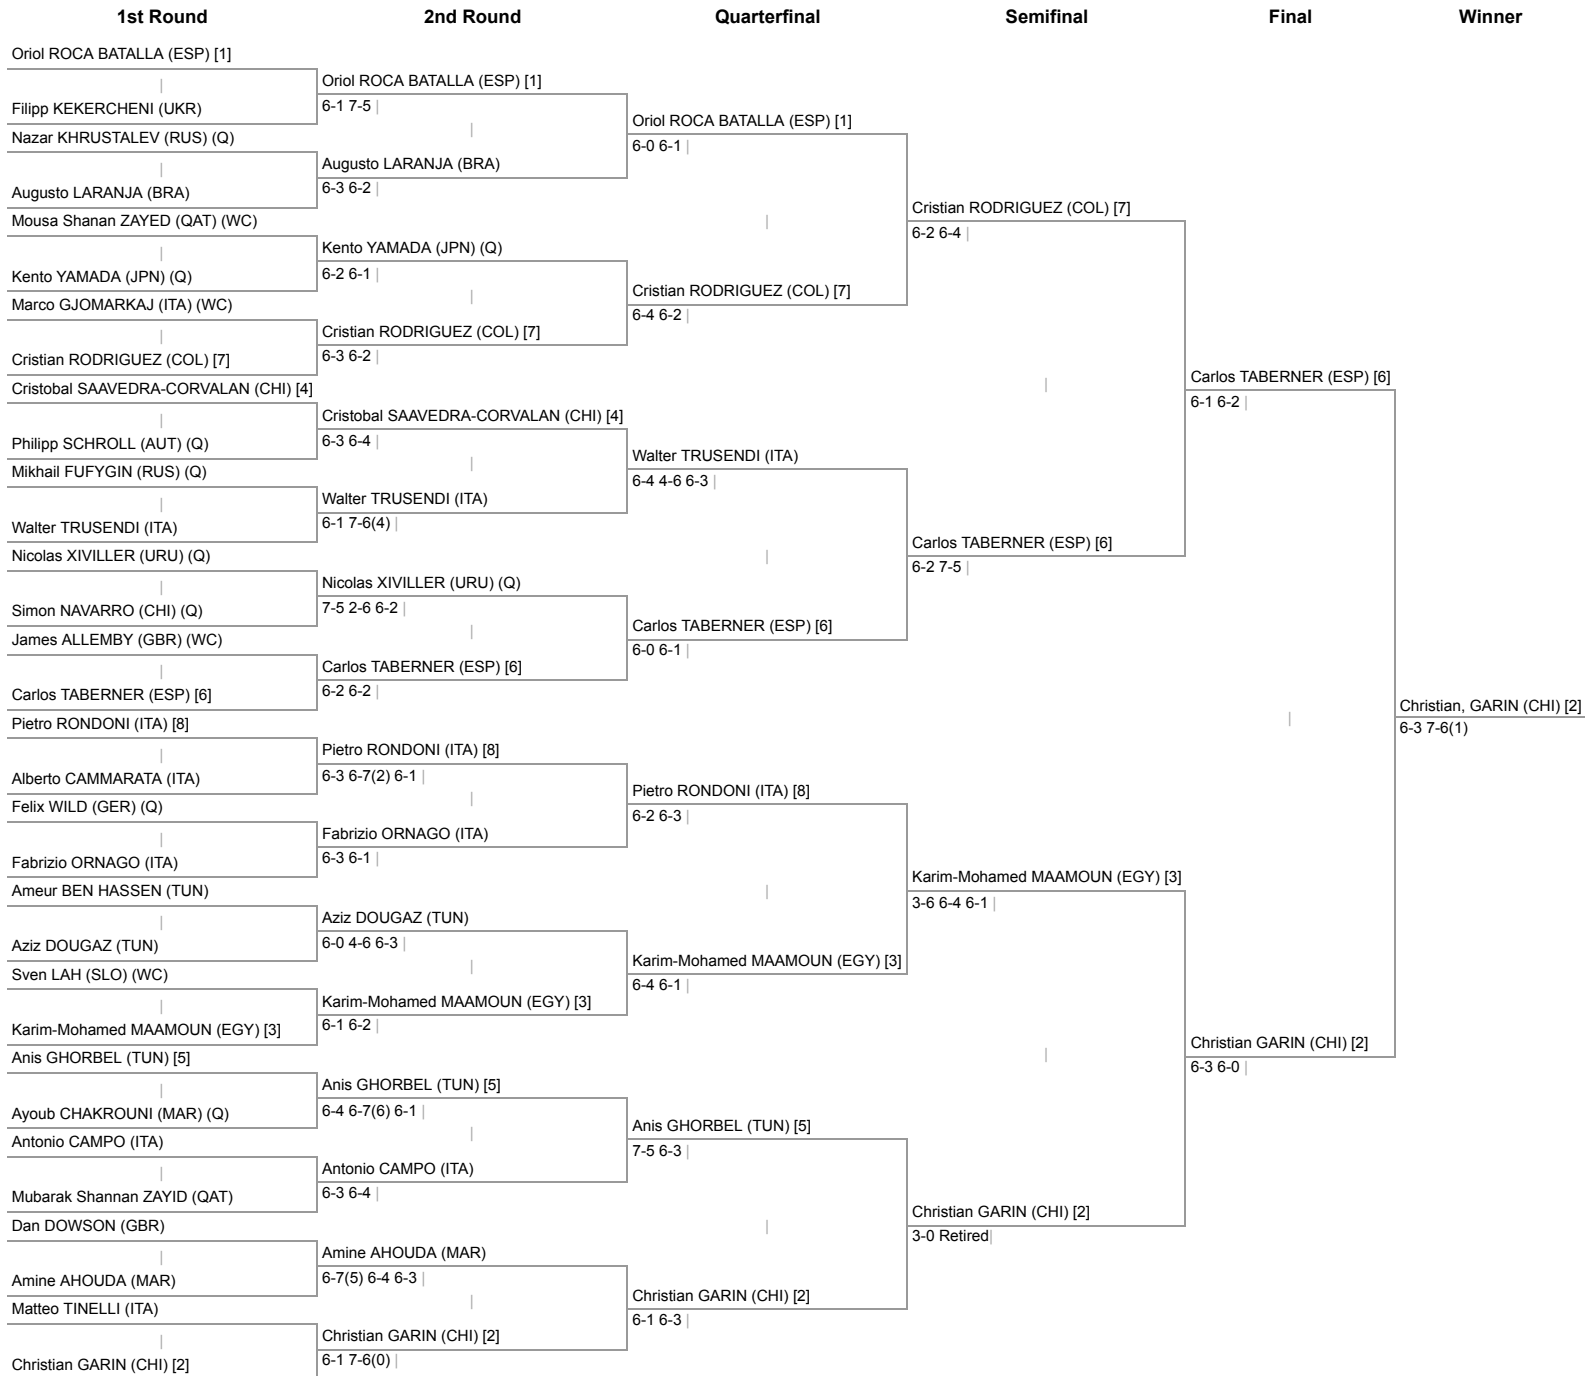 1st Round
2nd Round
Quarterfinal
Semifinal
Final
Winner
Oriol ROCA BATALLA (ESP) [1]
Filipp KEKERCHENI (UKR)
Nazar KHRUSTALEV (RUS) (Q)
Augusto LARANJA (BRA)
Mousa Shanan ZAYED (QAT) (WC)
Kento YAMADA (JPN) (Q)
Marco GJOMARKAJ (ITA) (WC)
Cristian RODRIGUEZ (COL) [7]
Cristobal SAAVEDRA-CORVALAN (CHI) [4]
Philipp SCHROLL (AUT) (Q)
Mikhail FUFYGIN (RUS) (Q)
Walter TRUSENDI (ITA)
Nicolas XIVILLER (URU) (Q)
Simon NAVARRO (CHI) (Q)
James ALLEMBY (GBR) (WC)
Carlos TABERNER (ESP) [6]
Pietro RONDONI (ITA) [8]
Alberto CAMMARATA (ITA)
Felix WILD (GER) (Q)
Fabrizio ORNAGO (ITA)
Ameur BEN HASSEN (TUN)
Aziz DOUGAZ (TUN)
Sven LAH (SLO) (WC)
Karim-Mohamed MAAMOUN (EGY) [3]
Anis GHORBEL (TUN) [5]
Ayoub CHAKROUNI (MAR) (Q)
Antonio CAMPO (ITA)
Mubarak Shannan ZAYID (QAT)
Dan DOWSON (GBR)
Amine AHOUDA (MAR)
Matteo TINELLI (ITA)
Christian GARIN (CHI) [2]
Oriol ROCA BATALLA (ESP) [1]
6-1 7-5
Augusto LARANJA (BRA)
6-3 6-2
Kento YAMADA (JPN) (Q)
6-2 6-1
Cristian RODRIGUEZ (COL) [7]
6-3 6-2
Cristobal SAAVEDRA-CORVALAN (CHI) [4]
6-3 6-4
Walter TRUSENDI (ITA)
6-1 7-6(4)
Nicolas XIVILLER (URU) (Q)
7-5 2-6 6-2
Carlos TABERNER (ESP) [6]
6-2 6-2
Pietro RONDONI (ITA) [8]
6-3 6-7(2) 6-1
Fabrizio ORNAGO (ITA)
6-3 6-1
Aziz DOUGAZ (TUN)
6-0 4-6 6-3
Karim-Mohamed MAAMOUN (EGY) [3]
6-1 6-2
Anis GHORBEL (TUN) [5]
6-4 6-7(6) 6-1
Antonio CAMPO (ITA)
6-3 6-4
Amine AHOUDA (MAR)
6-7(5) 6-4 6-3
Christian GARIN (CHI) [2]
6-1 7-6(0)
Oriol ROCA BATALLA (ESP) [1]
6-0 6-1
Cristian RODRIGUEZ (COL) [7]
6-4 6-2
Walter TRUSENDI (ITA)
6-4 4-6 6-3
Carlos TABERNER (ESP) [6]
6-0 6-1
Pietro RONDONI (ITA) [8]
6-2 6-3
Karim-Mohamed MAAMOUN (EGY) [3]
6-4 6-1
Anis GHORBEL (TUN) [5]
7-5 6-3
Christian GARIN (CHI) [2]
6-1 6-3
Cristian RODRIGUEZ (COL) [7]
6-2 6-4
Carlos TABERNER (ESP) [6]
6-2 7-5
Karim-Mohamed MAAMOUN (EGY) [3]
3-6 6-4 6-1
Christian GARIN (CHI) [2]
3-0 Retired
Carlos TABERNER (ESP) [6]
6-1 6-2
Christian GARIN (CHI) [2]
6-3 6-0
Christian, GARIN (CHI) [2]
6-3 7-6(1)